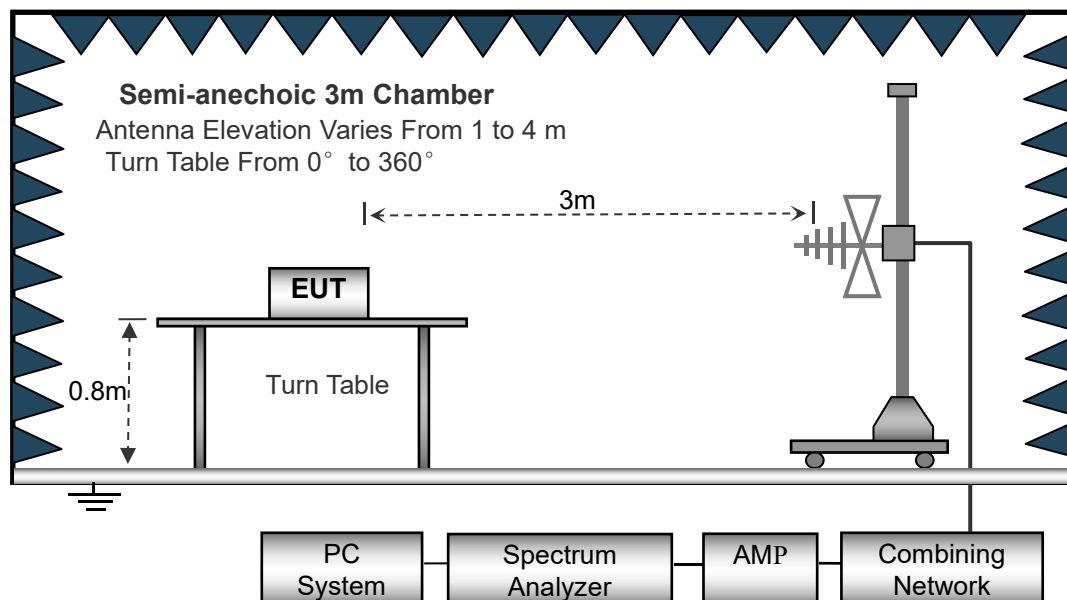 Semi-anechoic 3m Chamber
Antenna Elevation Varies From 1 to 4 m
Turn Table From 0° to 360°
3m
EUT
0.8m
Turn Table
PC
System
Spectrum
Analyzer
AMP
Combining
Network